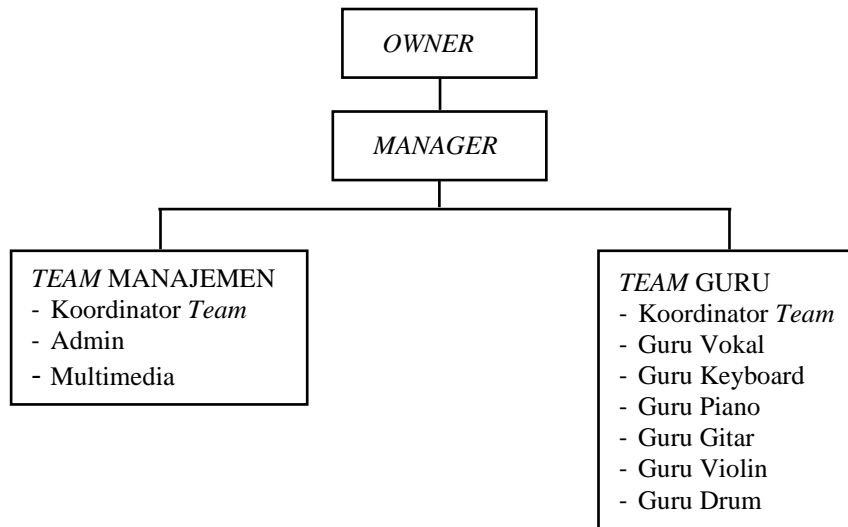 OWNER
MANAGER
TEAM MANAJEMEN
- Koordinator Team
- Admin
- Multimedia
TEAM GURU
- Koordinator Team
- Guru Vokal
- Guru Keyboard
- Guru Piano
- Guru Gitar
- Guru Violin
- Guru Drum